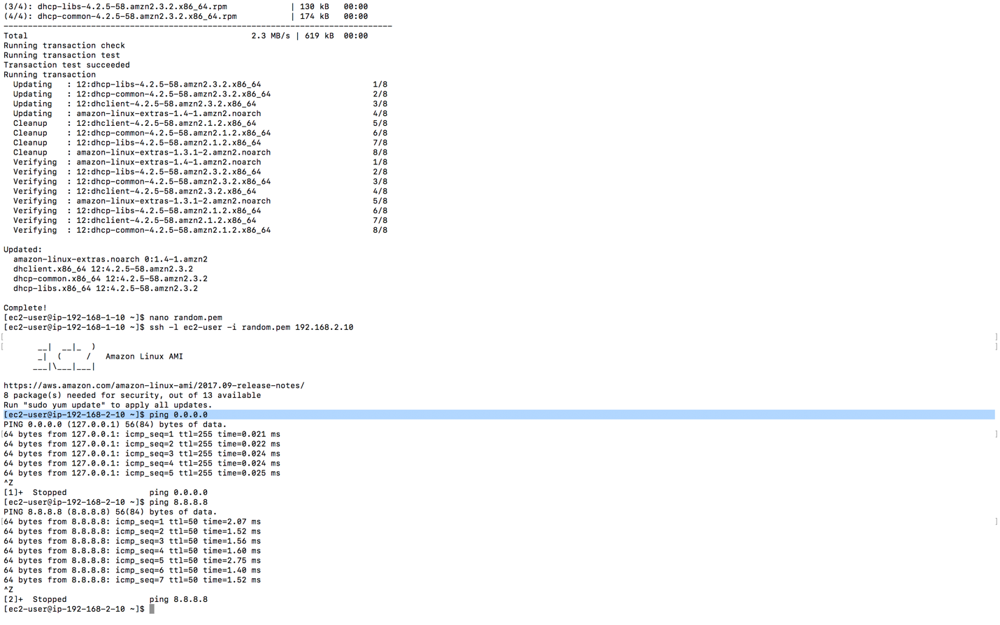 (3/4): dhcp-libs-4.2.5-58.amzn2.3.2.x86_64.rpm | 130 kB 00:00
(4/4): dhcp-common-4.2.5-58.amzn2.3.2.x86_64.rpm | 174 kB 00:00
--------------------------------------------------------------------------------
Total 2.3 MB/s | 619 kB 00:00
Running transaction check
Running transaction test
Transaction test succeeded
Running transaction
  Updating   : 12:dhcp-libs-4.2.5-58.amzn2.3.2.x86_64 1/8
  Updating   : 12:dhcp-common-4.2.5-58.amzn2.3.2.x86_64 2/8
  Updating   : 12:dhclient-4.2.5-58.amzn2.3.2.x86_64 3/8
  Updating   : amazon-linux-extras-1.4-1.amzn2.noarch 4/8
  Cleanup    : 12:dhclient-4.2.5-58.amzn2.1.2.x86_64 5/8
  Cleanup    : 12:dhcp-common-4.2.5-58.amzn2.1.2.x86_64 6/8
  Cleanup    : 12:dhcp-libs-4.2.5-58.amzn2.1.2.x86_64 7/8
  Cleanup    : amazon-linux-extras-1.3.1-2.amzn2.noarch 8/8
  Verifying  : amazon-linux-extras-1.4-1.amzn2.noarch 1/8
  Verifying  : 12:dhcp-libs-4.2.5-58.amzn2.3.2.x86_64 2/8
  Verifying  : 12:dhcp-common-4.2.5-58.amzn2.3.2.x86_64 3/8
  Verifying  : 12:dhclient-4.2.5-58.amzn2.3.2.x86_64 4/8
  Verifying  : amazon-linux-extras-1.3.1-2.amzn2.noarch 5/8
  Verifying  : 12:dhcp-libs-4.2.5-58.amzn2.1.2.x86_64 6/8
  Verifying  : 12:dhclient-4.2.5-58.amzn2.1.2.x86_64 7/8
  Verifying  : 12:dhcp-common-4.2.5-58.amzn2.1.2.x86_64 8/8

Updated:
  amazon-linux-extras.noarch 0:1.4-1.amzn2
  dhclient.x86_64 12:4.2.5-58.amzn2.3.2
  dhcp-common.x86_64 12:4.2.5-58.amzn2.3.2
  dhcp-libs.x86_64 12:4.2.5-58.amzn2.3.2

Complete!
[ec2-user@ip-192-168-1-10 ~]$ nano random.pem
[ec2-user@ip-192-168-1-10 ~]$ ssh -l ec2-user -i random.pem 192.168.2.10

       __|  __|_  )
       _|  (     /   Amazon Linux AMI
      ___|\___|___|

https://aws.amazon.com/amazon-linux-ami/2017.09-release-notes/
8 package(s) needed for security, out of 13 available
Run "sudo yum update" to apply all updates.
[ec2-user@ip-192-168-2-10 ~]$ ping 0.0.0.0
PING 0.0.0.0 (127.0.0.1) 56(84) bytes of data.
64 bytes from 127.0.0.1: icmp_seq=1 ttl=255 time=0.021 ms
64 bytes from 127.0.0.1: icmp_seq=2 ttl=255 time=0.022 ms
64 bytes from 127.0.0.1: icmp_seq=3 ttl=255 time=0.024 ms
64 bytes from 127.0.0.1: icmp_seq=4 ttl=255 time=0.024 ms
64 bytes from 127.0.0.1: icmp_seq=5 ttl=255 time=0.025 ms
^Z
[1]+  Stopped                 ping 0.0.0.0
[ec2-user@ip-192-168-2-10 ~]$ ping 8.8.8.8
PING 8.8.8.8 (8.8.8.8) 56(84) bytes of data.
64 bytes from 8.8.8.8: icmp_seq=1 ttl=50 time=2.07 ms
64 bytes from 8.8.8.8: icmp_seq=2 ttl=50 time=1.52 ms
64 bytes from 8.8.8.8: icmp_seq=3 ttl=50 time=1.56 ms
64 bytes from 8.8.8.8: icmp_seq=4 ttl=50 time=1.60 ms
64 bytes from 8.8.8.8: icmp_seq=5 ttl=50 time=2.75 ms
64 bytes from 8.8.8.8: icmp_seq=6 ttl=50 time=1.40 ms
64 bytes from 8.8.8.8: icmp_seq=7 ttl=50 time=1.52 ms
^Z
[2]+  Stopped                 ping 8.8.8.8
[ec2-user@ip-192-168-2-10 ~]$